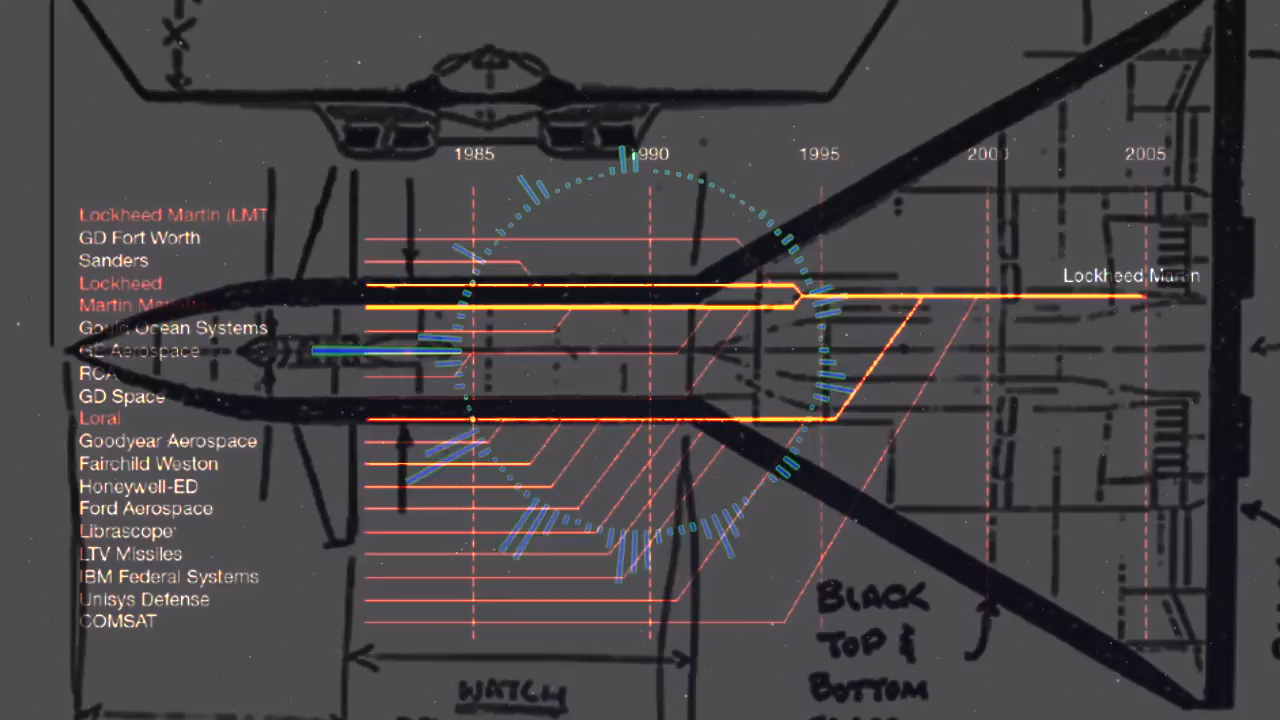 1985 1990 1995 2000 2005
Lockheed Martin (LMT
GD Fort Worth
Sanders
Lockheed
Lockheed Martin
Martin
Gould Ocean Systems
GE Aerospace
RCA
GD Space
Loral
Goodyear Aerospace
Fairchild Weston
Honeywell-ED
Ford Aerospace
Librascope
LTV Missiles
IBM Federal Systems
Unisys Defense
COMSAT
BLACK
TOP &
BOTTOM
WATCH